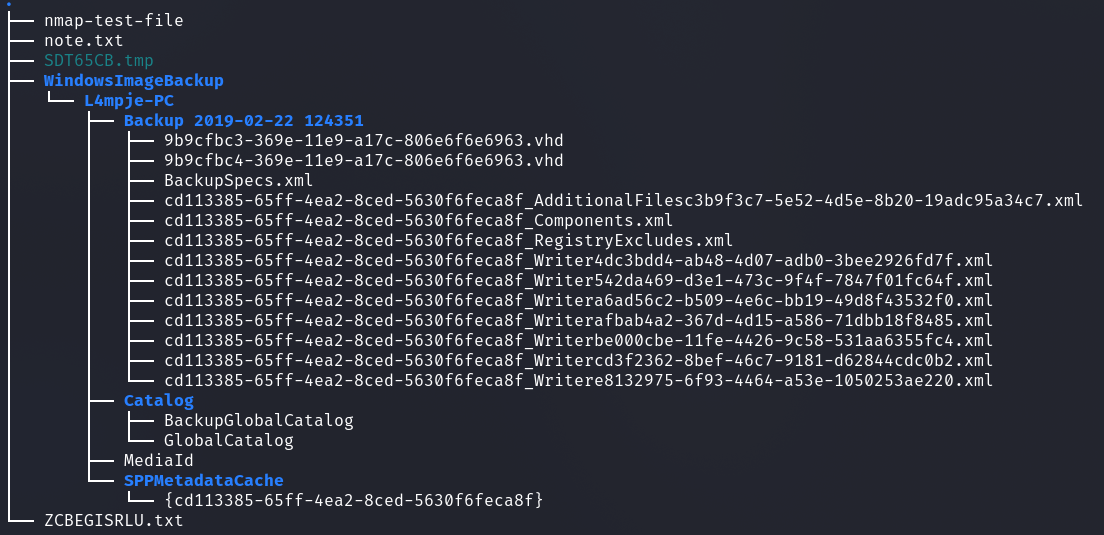 .
├── nmap-test-file
├── note.txt
├── SDT65CB.tmp
├── WindowsImageBackup
│   └── L4mpje-PC
│       ├── Backup 2019-02-22 124351
│       │   ├── 9b9cfbc3-369e-11e9-a17c-806e6f6e6963.vhd
│       │   ├── 9b9cfbc4-369e-11e9-a17c-806e6f6e6963.vhd
│       │   ├── BackupSpecs.xml
│       │   ├── cd113385-65ff-4ea2-8ced-5630f6feca8f_AdditionalFilesc3b9f3c7-5e52-4d5e-8b20-19adc95a34c7.xml
│       │   ├── cd113385-65ff-4ea2-8ced-5630f6feca8f_Components.xml
│       │   ├── cd113385-65ff-4ea2-8ced-5630f6feca8f_RegistryExcludes.xml
│       │   ├── cd113385-65ff-4ea2-8ced-5630f6feca8f_Writer4dc3bdd4-ab48-4d07-adb0-3bee2926fd7f.xml
│       │   ├── cd113385-65ff-4ea2-8ced-5630f6feca8f_Writer542da469-d3e1-473c-9f4f-7847f01fc64f.xml
│       │   ├── cd113385-65ff-4ea2-8ced-5630f6feca8f_Writera6ad56c2-b509-4e6c-bb19-49d8f43532f0.xml
│       │   ├── cd113385-65ff-4ea2-8ced-5630f6feca8f_Writerafbab4a2-367d-4d15-a586-71dbb18f8485.xml
│       │   ├── cd113385-65ff-4ea2-8ced-5630f6feca8f_Writerbe000cbe-11fe-4426-9c58-531aa6355fc4.xml
│       │   ├── cd113385-65ff-4ea2-8ced-5630f6feca8f_Writercd3f2362-8bef-46c7-9181-d62844cdc0b2.xml
│       │   └── cd113385-65ff-4ea2-8ced-5630f6feca8f_Writere8132975-6f93-4464-a53e-1050253ae220.xml
│       ├── Catalog
│       │   ├── BackupGlobalCatalog
│       │   └── GlobalCatalog
│       ├── MediaId
│       └── SPPMetadataCache
│           └── {cd113385-65ff-4ea2-8ced-5630f6feca8f}
└── ZCBEGISRLU.txt